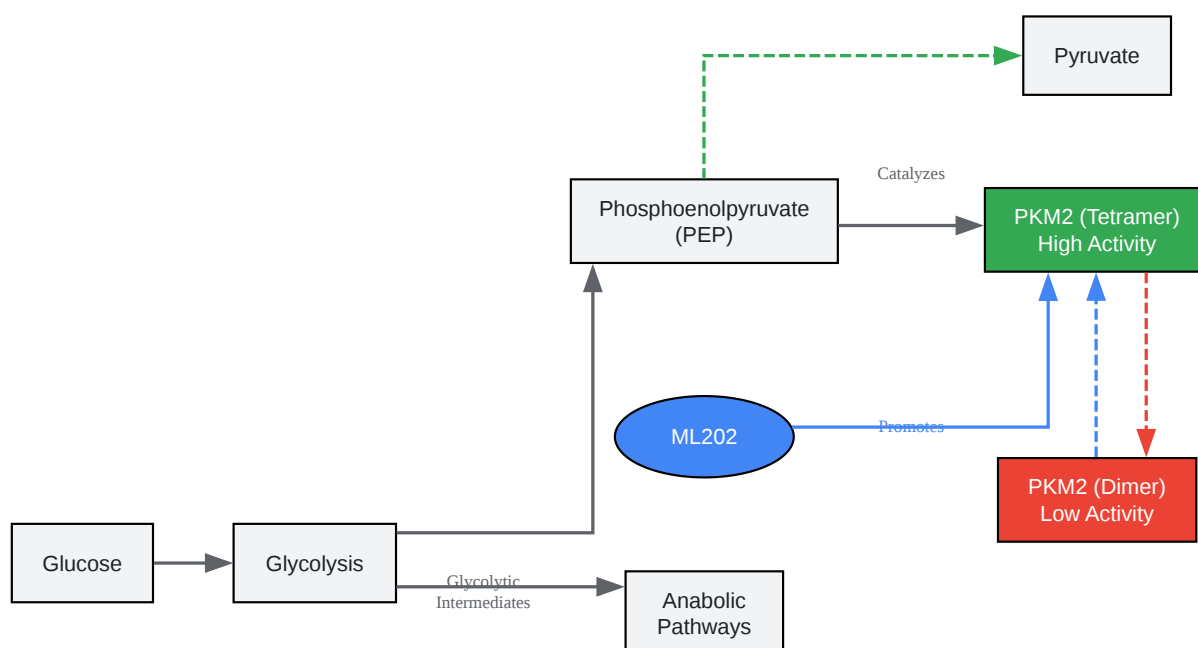 Pyruvate
Catalyzes
Phosphoenolpyruvate
(PEP)
PKM2 (Tetramer)
High Activity
ML202
Promotes
PKM2 (Dimer)
Low Activity
Glucose
Glycolysis
Glycolytic
Intermediates
Anabolic
Pathways